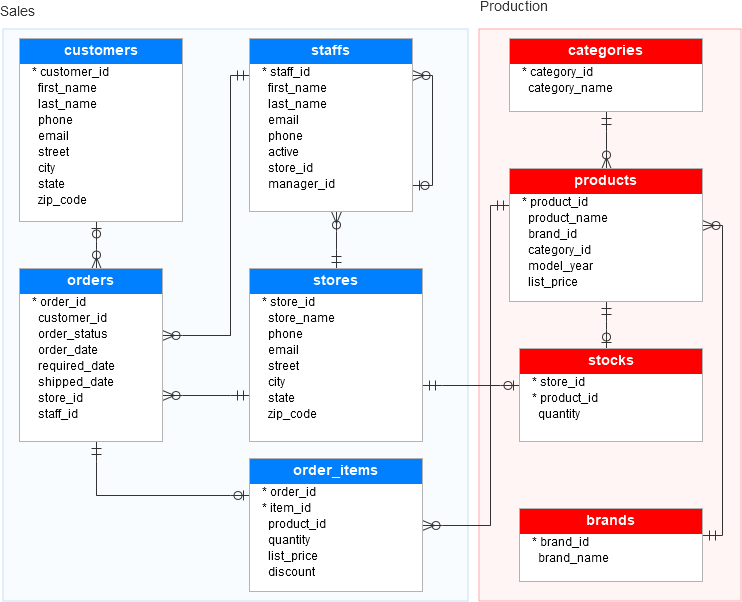 Sales
Production
customers
* customer_id
first_name
last_name
phone
email
street
city
state
zip_code
staffs
* staff_id
first_name
last_name
email
phone
active
store_id
manager_id
categories
* category_id
category_name
products
* product_id
product_name
brand_id
category_id
model_year
list_price
orders
* order_id
customer_id
order_status
order_date
required_date
shipped_date
store_id
staff_id
stores
* store_id
store_name
phone
email
street
city
state
zip_code
stocks
* store_id
* product_id
quantity
order_items
* order_id
* item_id
product_id
quantity
list_price
discount
brands
* brand_id
brand_name